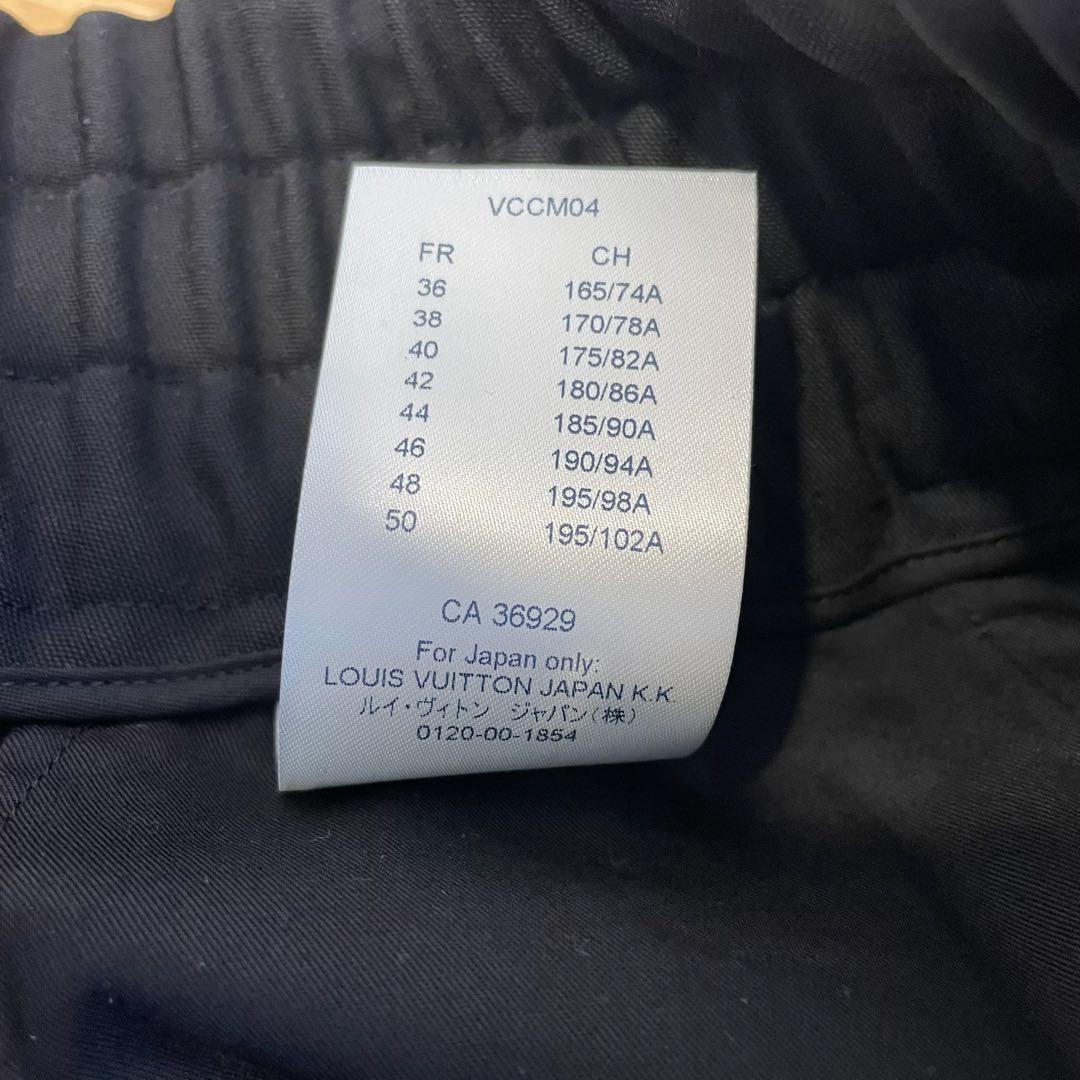 VCCM04
FR CH
36 165/74A
38 170/78A
40 175/82A
42 180/86A
44 185/90A
46 190/94A
48 195/98A
50 195/102A
CA 36929
For Japan only:
LOUIS VUITTON JAPAN K.K.
ルイ・ヴィトン ジャパン(株)
0120-00-1854